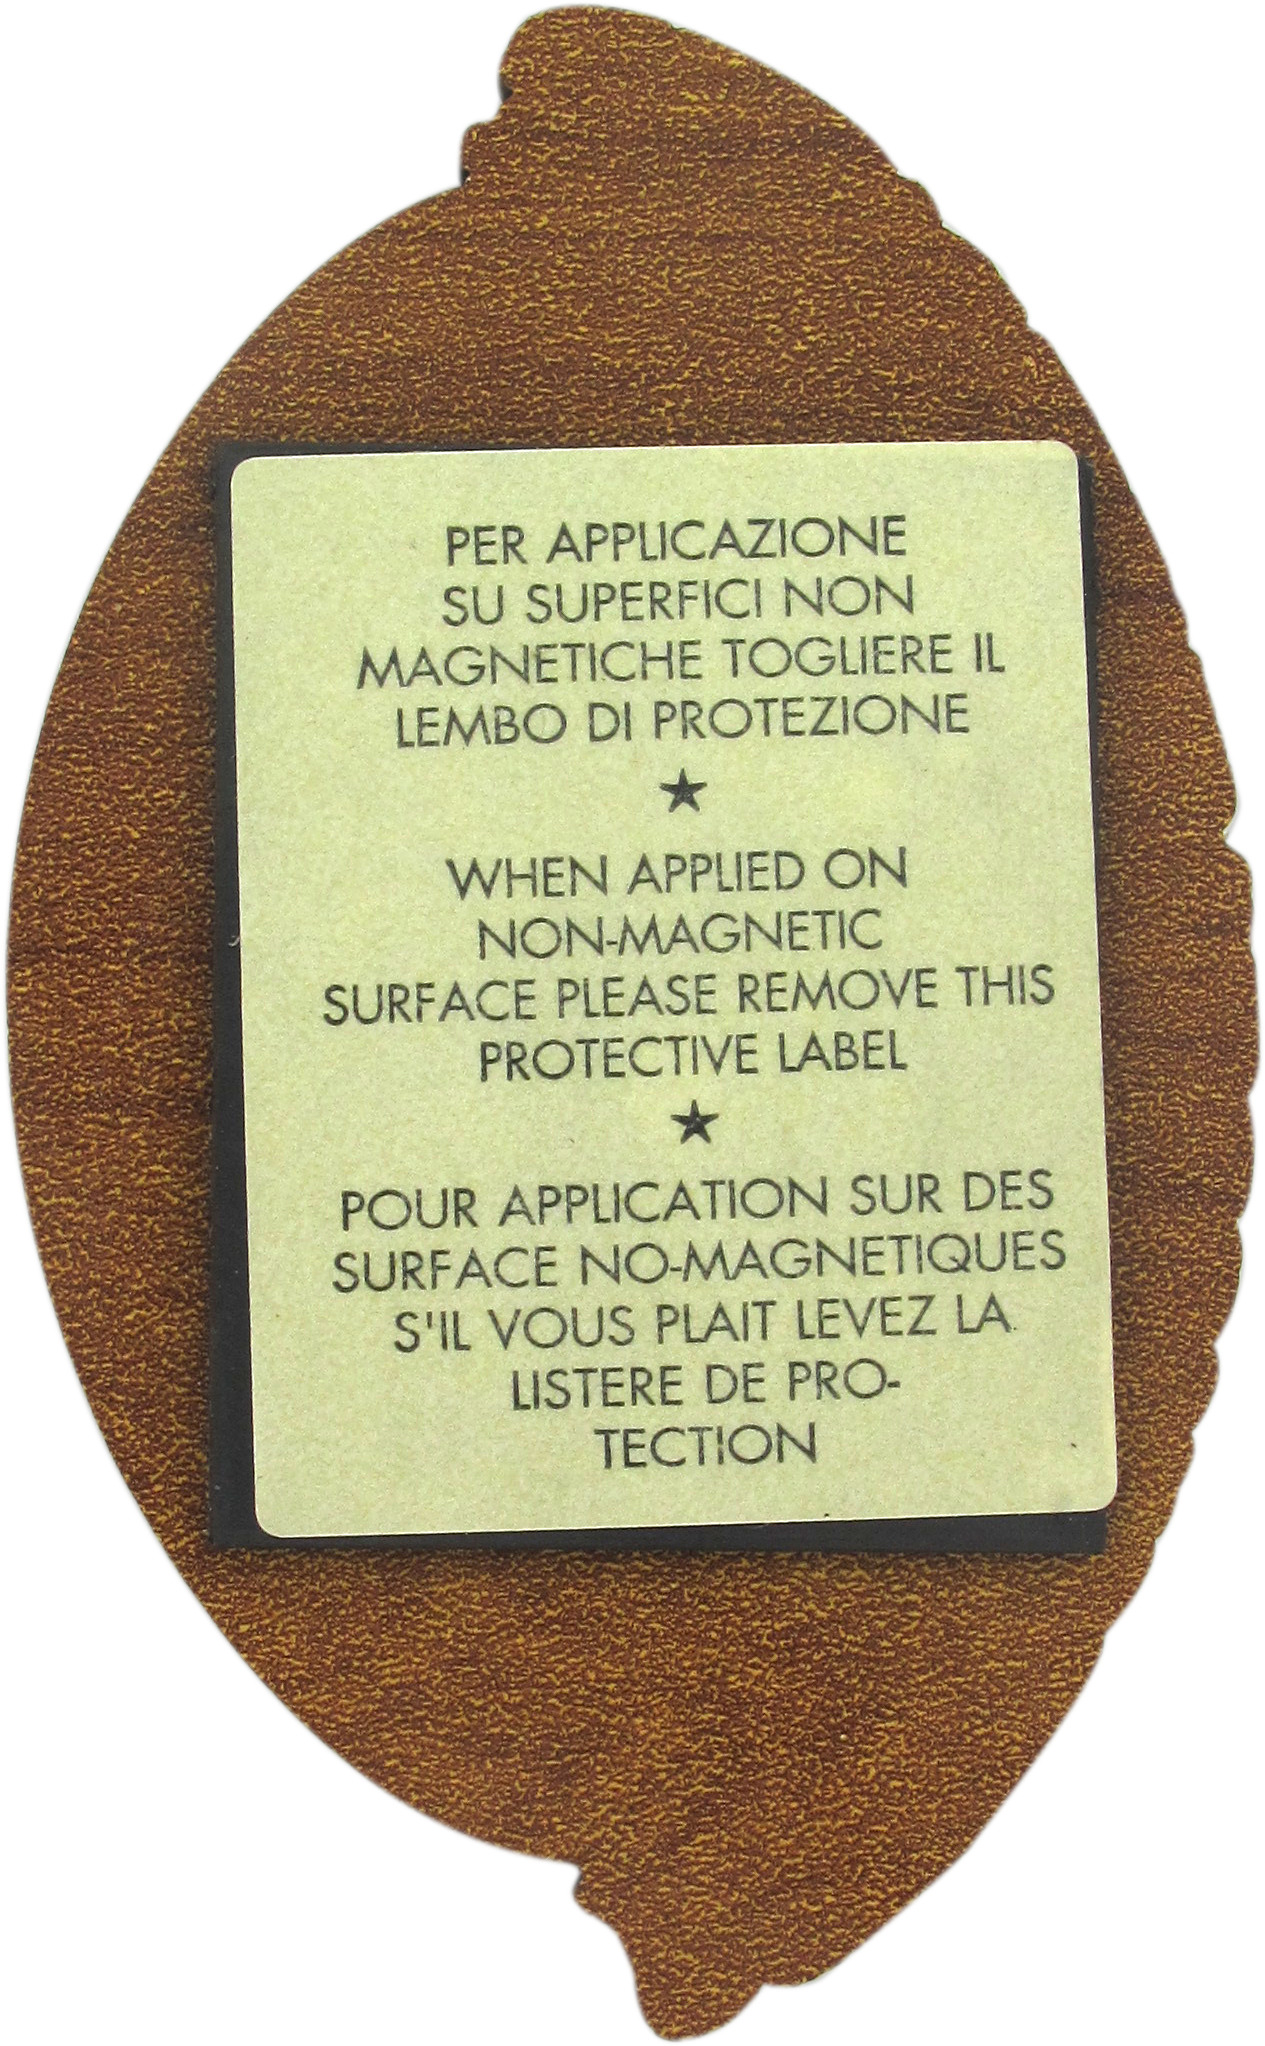 PER APPLICAZIONE
SU SUPERFICI NON
MAGNETICHE TOGLIERE IL
LEMBO DI PROTEZIONE
★
WHEN APPLIED ON
NON-MAGNETIC
SURFACE PLEASE REMOVE THIS
PROTECTIVE LABEL
★
POUR APPLICATION SUR DES
SURFACE NO-MAGNETIQUES
S'IL VOUS PLAIT LEVEZ LA
LISTERE DE PRO-
TECTION